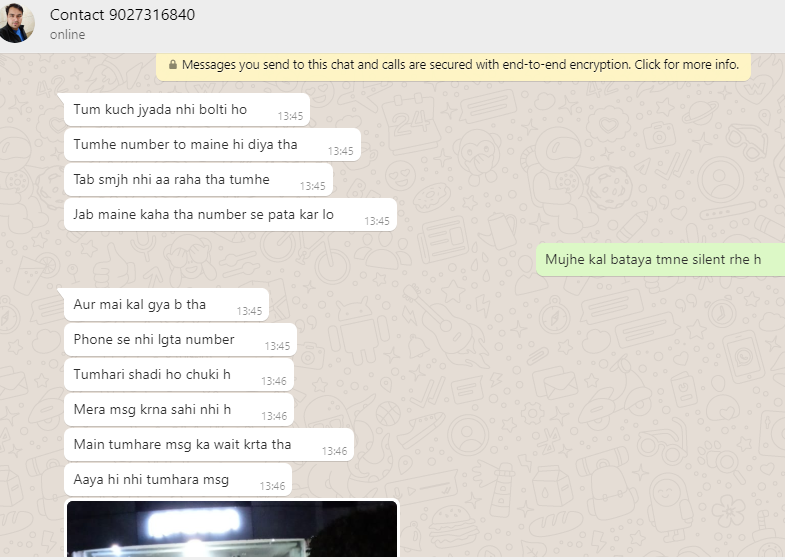 Contact 9027316840
online
Messages you send to this chat and calls are secured with end-to-end encryption. Click for more info.
Tum kuch jyada nhi bolti ho
13:45
Tumhe number to maine hi diya tha
13:45
Tab smjh nhi aa raha tha tumhe
13:45
Jab maine kaha tha number se pata kar lo
13:45
Mujhe kal bataya tmne silent rhe h
Aur mai kal gya b tha
13:45
Phone se nhi lgta number
13:45
Tumhari shadi ho chuki h
13:46
Mera msg krna sahi nhi h
13:46
Main tumhare msg ka wait krta tha
13:46
Aaya hi nhi tumhara msg
13:46